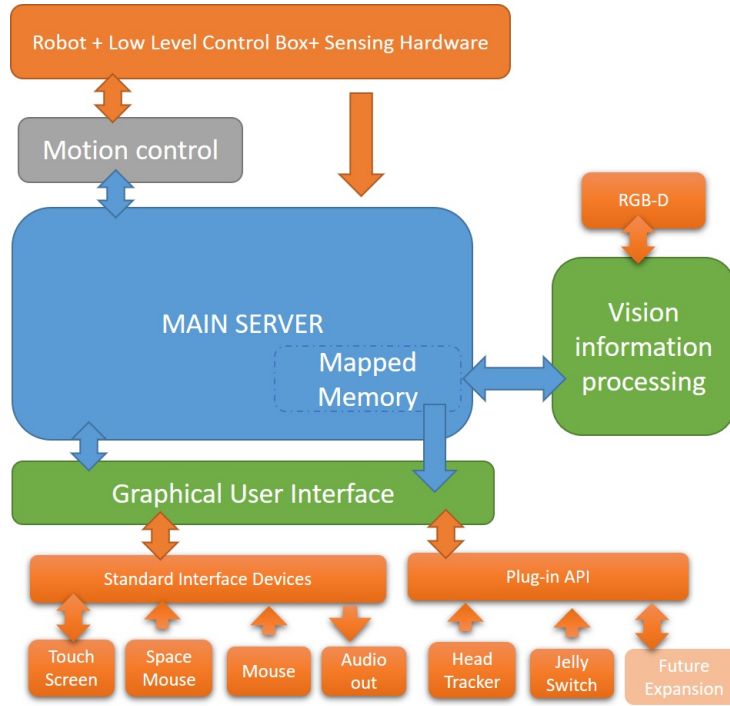 Robot + Low Level Control Box+ Sensing Hardware
Motion control
RGB-D
MAIN SERVER
Mapped
Memory
Vision
information
processing
Graphical User Interface
Standard Interface Devices
Plug-in API
Touch
Screen
Space
Mouse
Mouse
Audio
out
Head
Tracker
Jelly
Switch
Future
Expansion